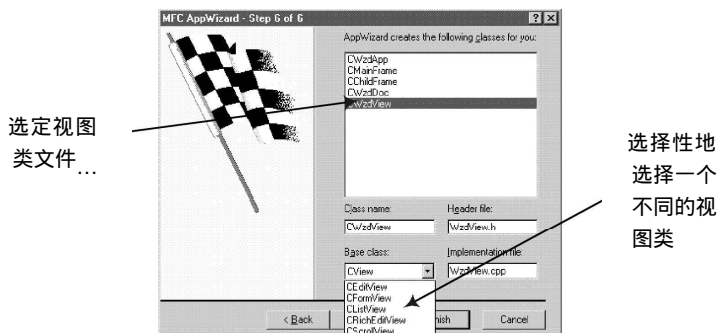 MFC AppWizard - Step 6 of 6
AppWizard creates the following classes for you:
CWzdApp
CMainFrame
CChildFrame
CWzdDoc
CWzdView
选定视图
类文件…
选择性地
选择一个
不同的视
图类
Class name:
Header file:
CWzdView
WzdView.h
Base class:
Implementation file:
CView
WzdView.cpp
CEditView
CFormView
CListView
CRichEditView
CScrollView
< Back
nish
Cancel